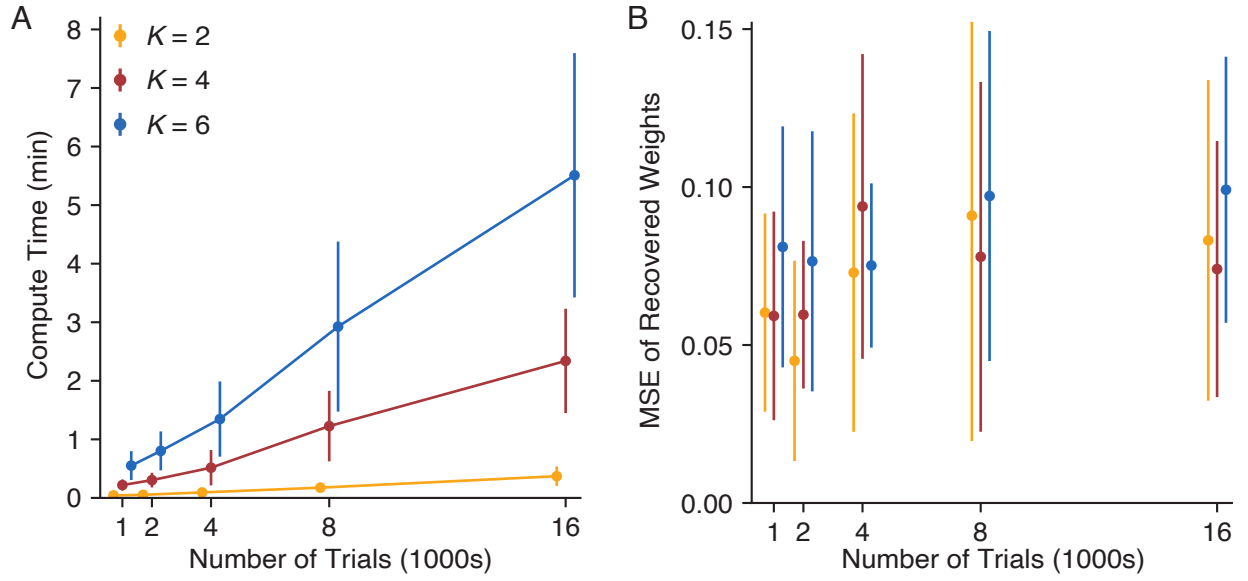 A
Compute Time (min)
8
7
6
5
4
3
2
1
0
K = 2
K = 4
K = 6
1 2 4 8 16
Number of Trials (1000s)
B
MSE of Recovered Weights
0.15
0.10
0.05
0.00
1 2 4 8 16
Number of Trials (1000s)